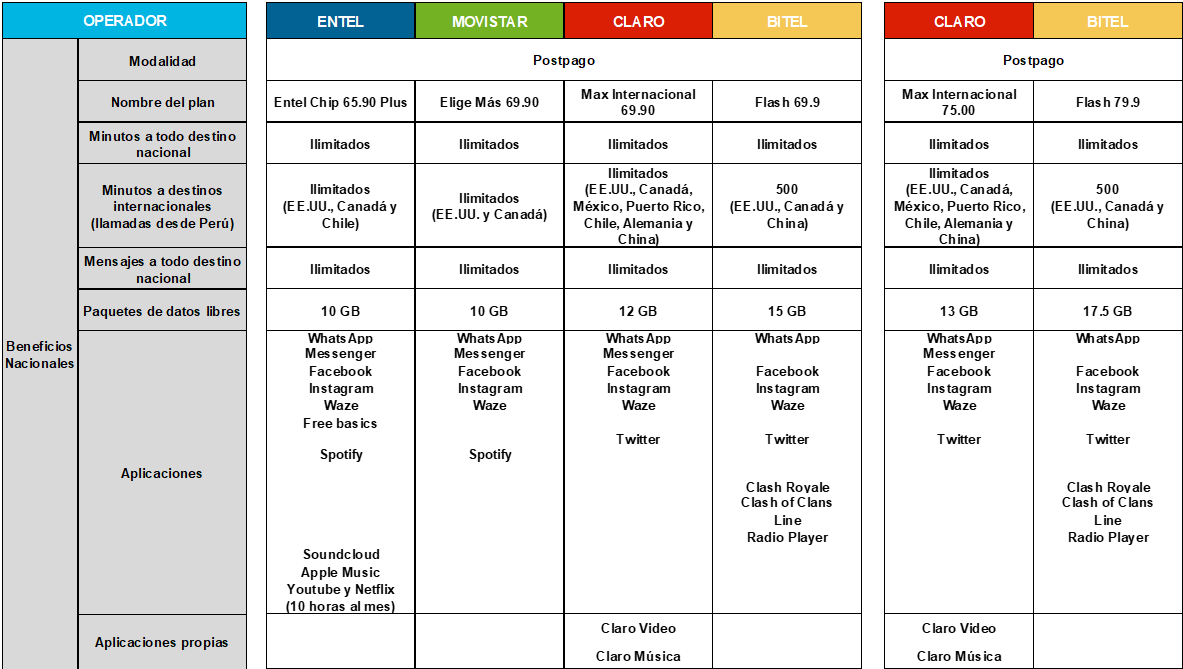 OPERADOR ENTEL MOVISTAR CLARO BITEL CLARO BITEL
Modalidad Postpago Postpago
Nombre del plan Entel Chip 65.90 Plus Elige Más 69.90 Max Internacional 69.90 Flash 69.9 Max Internacional 75.00 Flash 79.9
Minutos a todo destino nacional Ilimitados Ilimitados Ilimitados Ilimitados Ilimitados Ilimitados
Minutos a destinos internacionales (llamadas desde Perú) Ilimitados (EE.UU., Canadá y Chile) Ilimitados (EE.UU. y Canadá) Ilimitados (EE.UU., Canadá, México, Puerto Rico, Chile, Alemania y China) 500 (EE.UU., Canadá y China) Ilimitados (EE.UU., Canadá, México, Puerto Rico, Chile, Alemania y China) 500 (EE.UU., Canadá y China)
Mensajes a todo destino nacional Ilimitados Ilimitados Ilimitados Ilimitados Ilimitados Ilimitados
Paquetes de datos libres 10 GB 10 GB 12 GB 15 GB 13 GB 17.5 GB
Beneficios Nacionales
Aplicaciones
WhatsApp WhatsApp WhatsApp WhatsApp WhatsApp WhatsApp
Messenger Messenger Messenger Messenger
Facebook Facebook Facebook Facebook Facebook Facebook
Instagram Instagram Instagram Instagram Instagram Instagram
Waze Waze Waze Waze Waze Waze
Free basics
Twitter Twitter Twitter Twitter
Spotify Spotify
Clash Royale Clash Royale
Clash of Clans Clash of Clans
Line Line
Radio Player Radio Player
Soundcloud
Apple Music
Youtube y Netflix
(10 horas al mes)
Aplicaciones propias
Claro Video Claro Video
Claro Música Claro Música